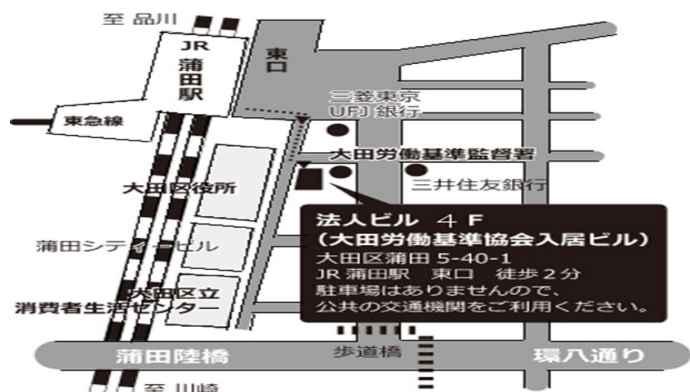 至 品川
JR
蒲田駅
東口
東急線
三菱東京
UFJ 銀行
大田労働基準監督署
三井住友銀行
大田区役所
蒲田シティービル
大田区立
消費者生活センター
法人ビル 4 F
(大田労働基準協会入居ビル)
大田区蒲田 5-40-1
JR 蒲田駅 東口 徒歩 2 分
駐車場はありませんので、
公共の交通機関をご利用ください。
蒲田陸橋
歩道橋
環八通り
至 川崎